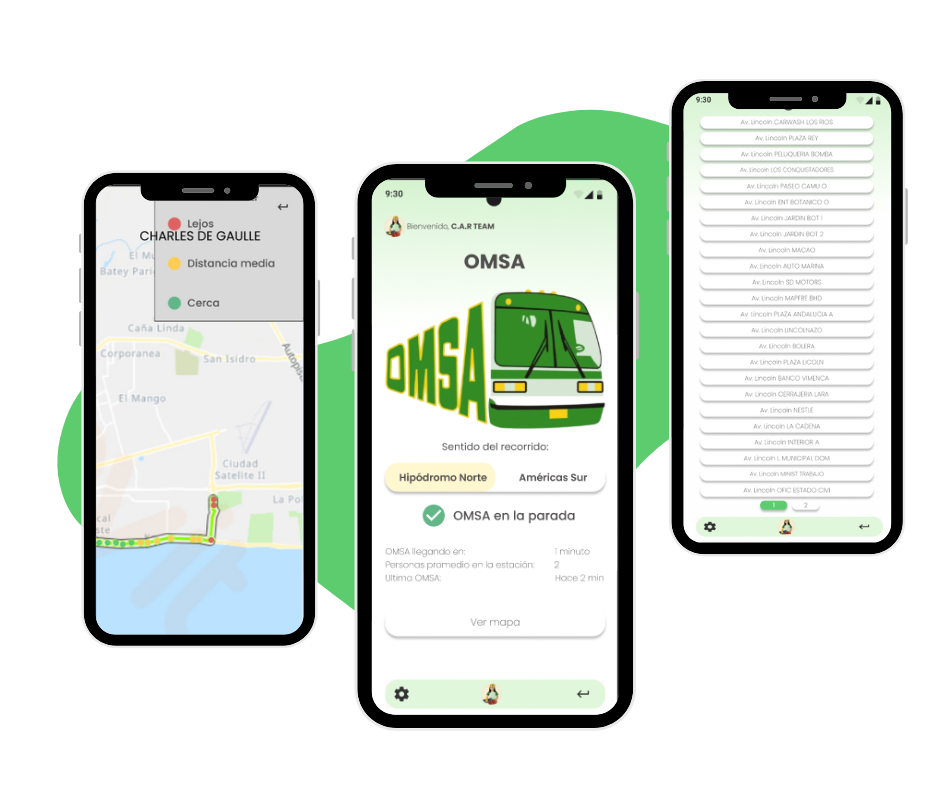 Lejos
CHARLES DE GAULLE
Distancia media
Cerca
El Mu
Batey Pari
Caña Linda
Corporanea
San Isidro
Autopis
El Mango
Ciudad
Satelite II
La Po
cal
ste
9:30
Bienvenido, C.A.R TEAM
OMSA
OMSA
Sentido del recorrido:
Hipódromo Norte
Américas Sur
OMSA en la parada
OMSA llegando en: 1 minuto
Personas promedio en la estación: 2
Ultimo OMSA: Hace 2 min
Ver mapa
9:30
Av. Lincoln CARWASH LOS RIOS
Av. Lincoln PLAZA REY
Av. Lincoln PELUQUERIA BOMBA
Av. Lincoln LOS CONQUISTADORES
Av. Lincoln PASEO CAMU O
Av. Lincoln ENT BOTANICO O
Av. Lincoln JARDIN BOT 1
Av. Lincoln JARDIN BOT 2
Av. Lincoln MACAO
Av. Lincoln AUTO MARINA
Av. Lincoln SD MOTORS
Av. Lincoln MAPFRE BHD
Av. Lincoln PLAZA ANDALUCIA A
Av. Lincoln LINCOLNAZO
Av. Lincoln BOLERA
Av. Lincoln PLAZA LICOLN
Av. Lincoln BANCO VIMENCA
Av. Lincoln CERRAJERIA LARA
Av. Lincoln NESTLE
Av. Lincoln LA CADENA
Av. Lincoln INTERIOR A
Av. Lincoln L MUNICIPAL DOM
Av. Lincoln MINIST TRABAJO
Av. Lincoln OFIC ESTADO CIVI
1 2